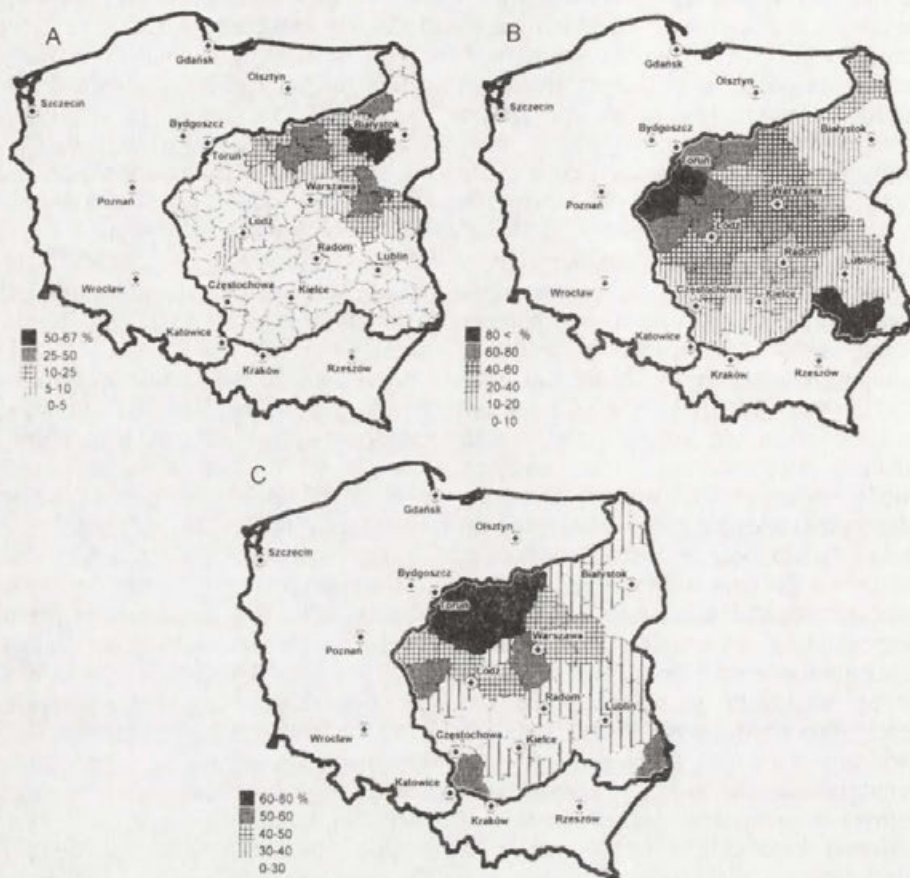 A
Gdańsk
Olsztyn
Szczecin
Bydgoszcz
Białystok
Toruń
Poznań
Warszawa
Łódź
Radom
Lublin
Wrocław
Częstochowa
Kielce
Katowice
Kraków
Rzeszów
50-67 %
25-50
10-25
5-10
0-5
B
Gdańsk
Olsztyn
Szczecin
Bydgoszcz
Białystok
Toruń
Poznań
Warszawa
Łódź
Radom
Lublin
Wrocław
Częstochowa
Kielce
Katowice
Kraków
Rzeszów
80 < %
60-80
40-60
20-40
10-20
0-10
C
Gdańsk
Olsztyn
Szczecin
Bydgoszcz
Białystok
Toruń
Poznań
Warszawa
Łódź
Radom
Lublin
Wrocław
Częstochowa
Kielce
Katowice
Kraków
Rzeszów
60-80 %
50-60
40-50
30-40
0-30